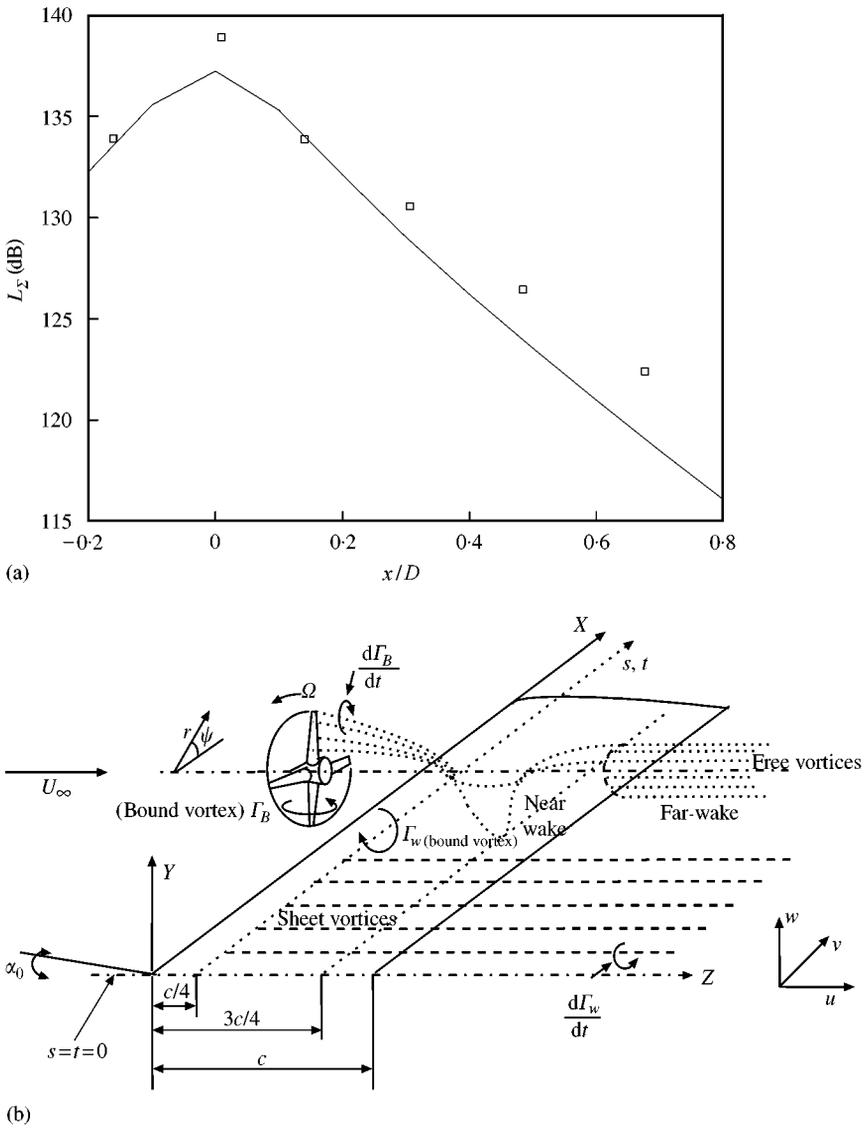 140
135
130
125
120
115
L_Σ (dB)
−0·2 0 0·2 0·4 0·6 0·8
x/D
(a)
X
s, t
dΓ_B
dt
Ω
r ψ
U∞
(Bound vortex) Γ_B
Free vortices
Near
wake
Far-wake
Γ_w (bound vortex)
Y
Sheet vortices
w
v
u
α₀
Z
c/4
3c/4
c
s=t=0
dΓ_w
dt
(b)